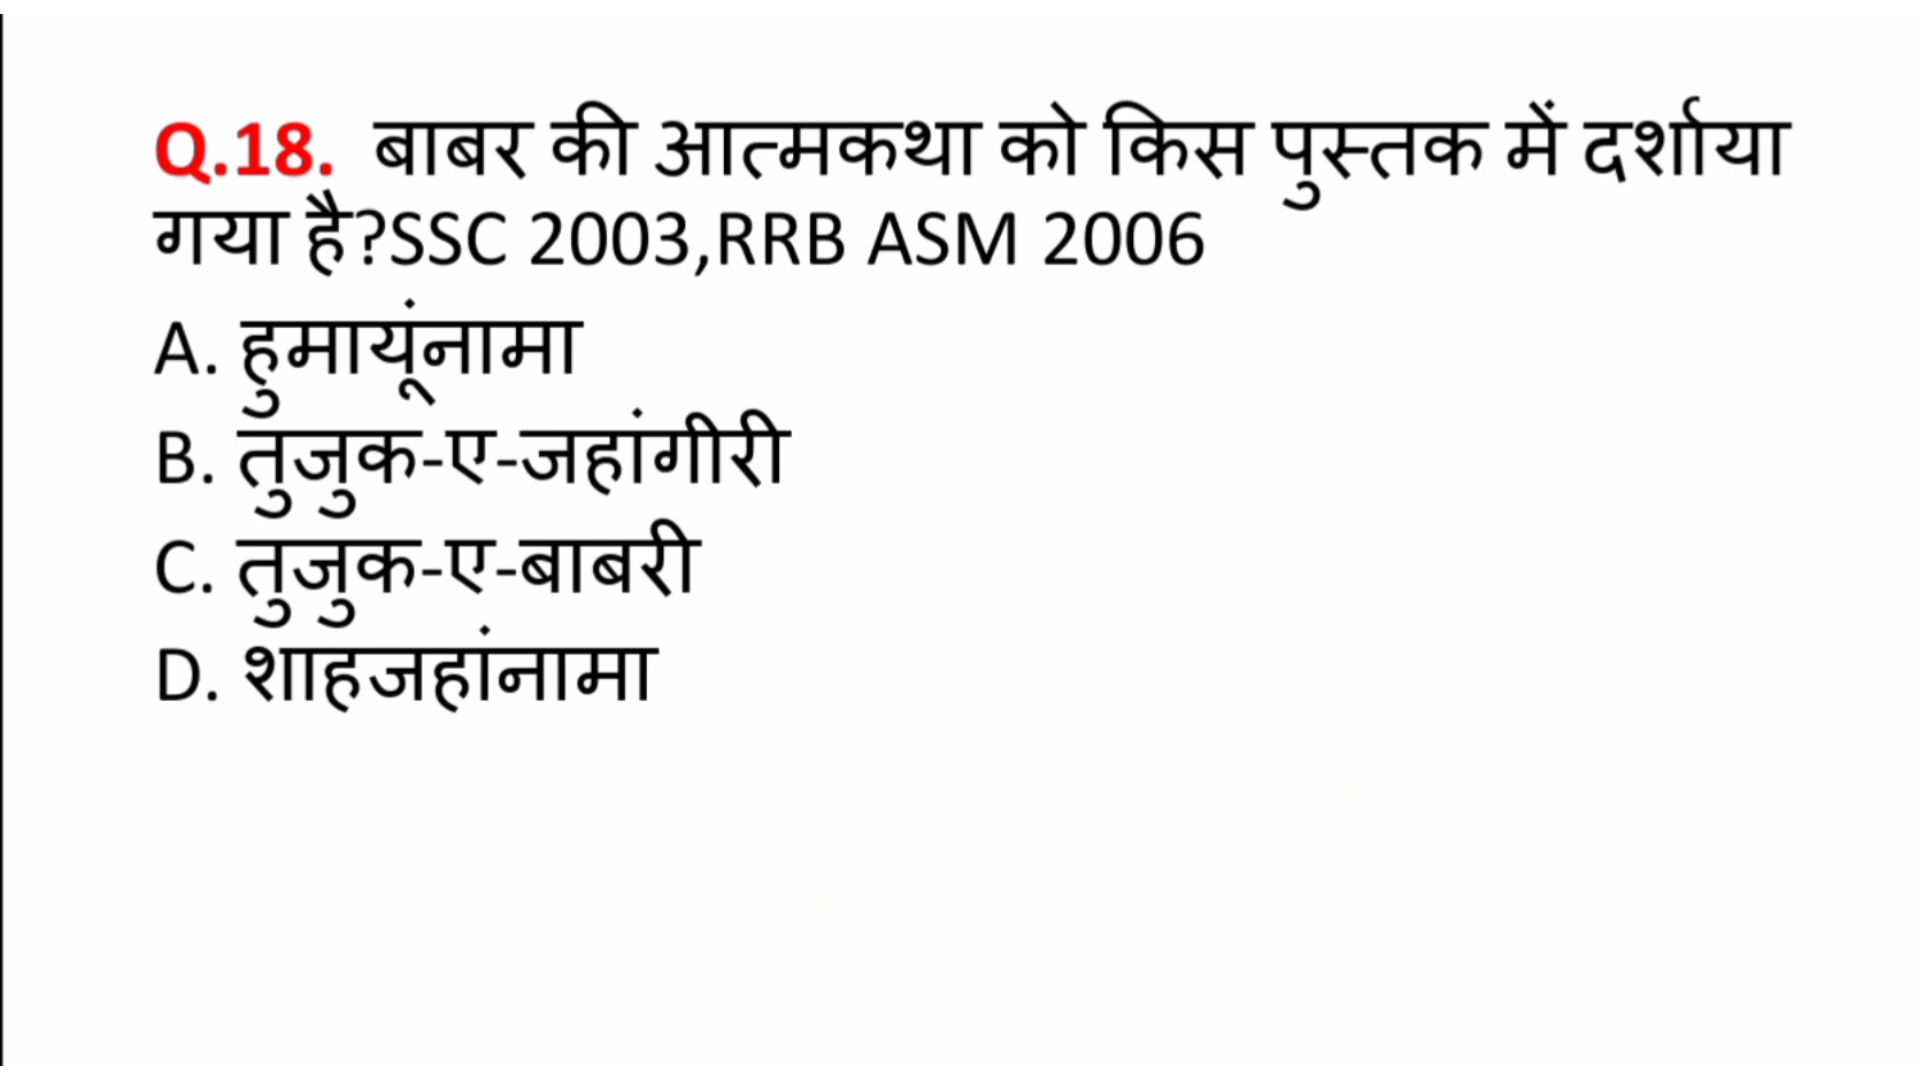 Q.18. बाबर की आत्मकथा को किस पुस्तक में दर्शाया
गया है?SSC 2003,RRB ASM 2006
A. हुमायूंनामा
B. तुजुक-ए-जहांगीरी
C. तुजुक-ए-बाबरी
D. शाहजहांनामा